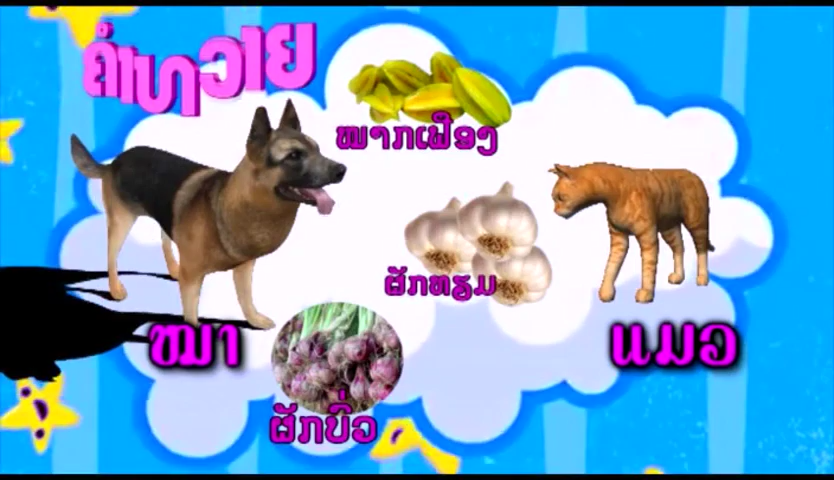 ຄໍາທວາຍ
ໝາກເຟືອງ
ຜັກທຽມ
ໝາ
ແມວ
ຜັກບົ່ວ